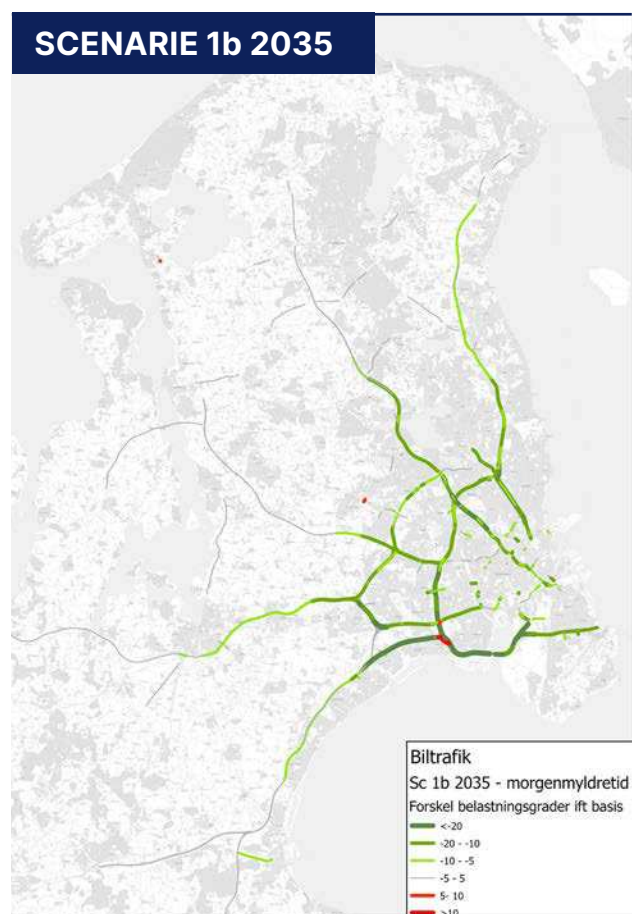 SCENARIE 1b 2035
Biltrafik
Sc 1b 2035 - morgenmyldretid
Forskel belastningsgrader ift basis
<-20
-20 - -10
-10 - -5
-5 - 5
5- 10
>10